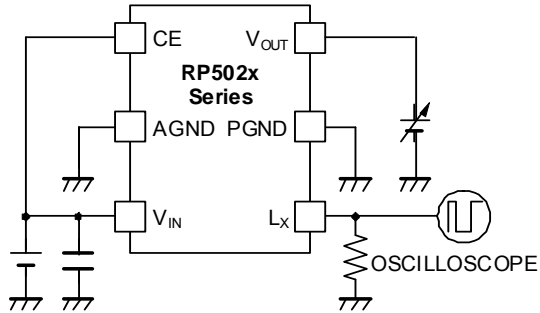 CE
VOUT
RP502x
Series
AGND
PGND
VIN
LX
OSCILLOSCOPE